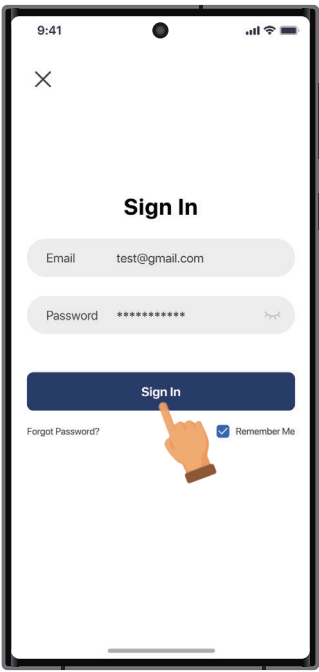 9:41
Sign In
Email test@gmail.com
Password ***********
Sign In
Forgot Password? Remember Me